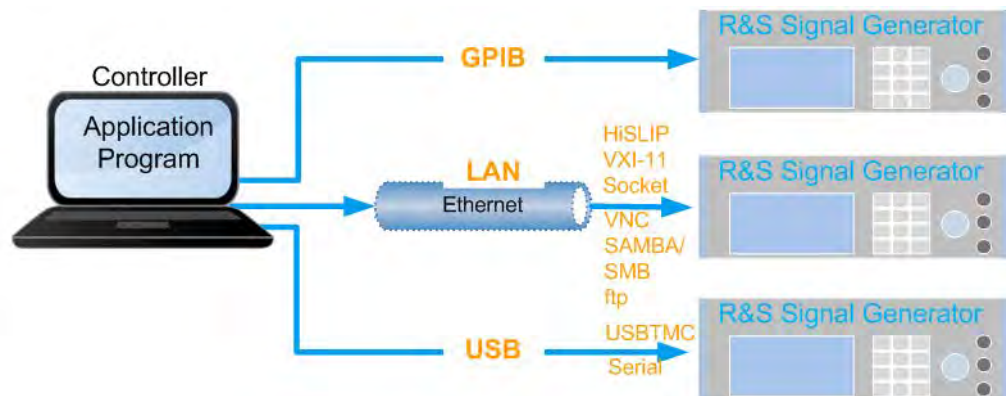 R&S Signal Generator
GPIB
Controller
Application
Program
HiSLIP
VXI-11
Socket
LAN
Ethernet
R&S Signal Generator
VNC
SAMBA/
SMB
ftp
R&S Signal Generator
USBTMC
USB
Serial